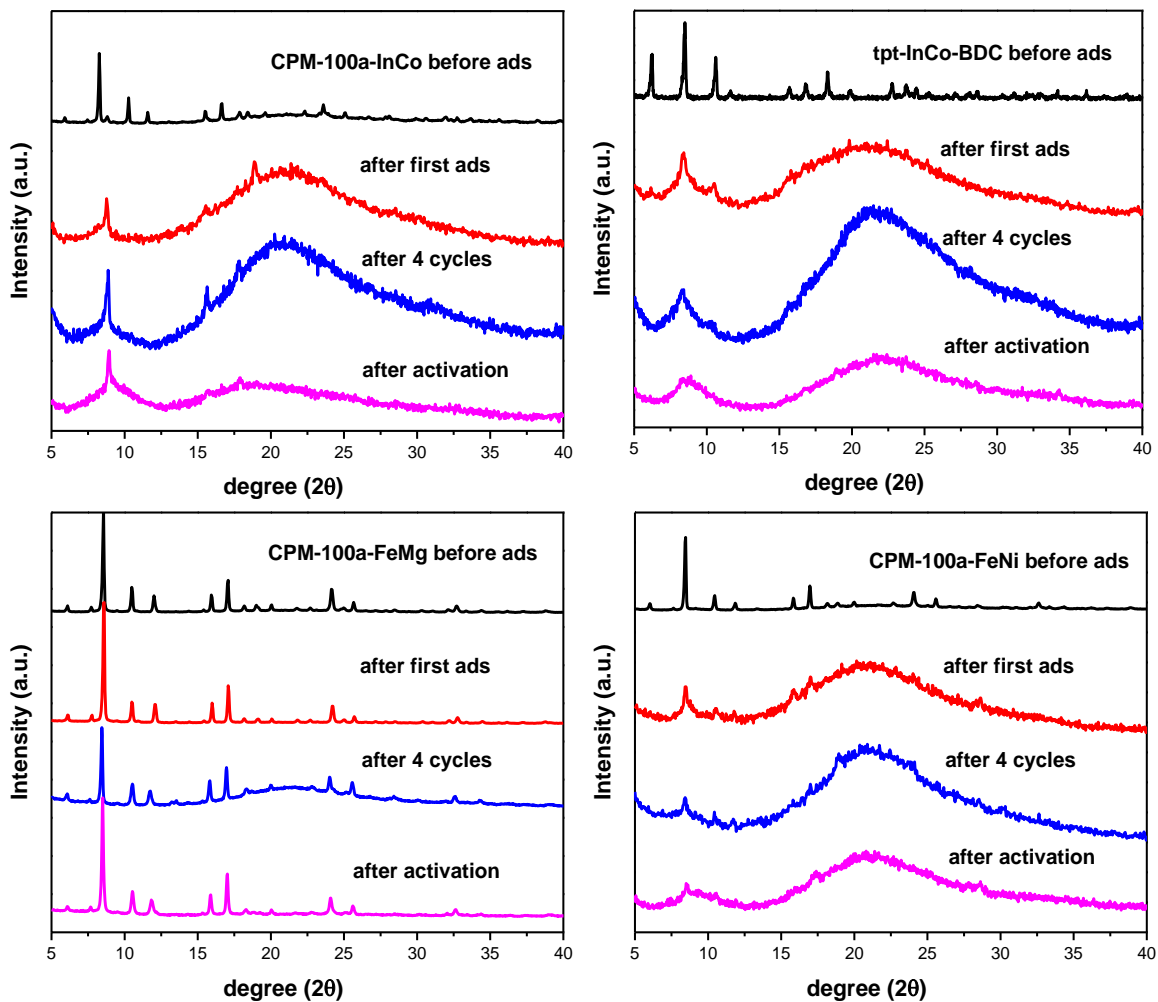 CPM-100a-InCo before ads
after first ads
after 4 cycles
after activation
Intensity (a.u.)
5 10 15 20 25 30 35 40
degree (2θ)
tpt-InCo-BDC before ads
after first ads
after 4 cycles
after activation
Intensity (a.u.)
5 10 15 20 25 30 35 40
degree (2θ)
CPM-100a-FeMg before ads
after first ads
after 4 cycles
after activation
Intensity (a.u.)
5 10 15 20 25 30 35 40
degree (2θ)
CPM-100a-FeNi before ads
after first ads
after 4 cycles
after activation
Intensity (a.u.)
5 10 15 20 25 30 35 40
degree (2θ)